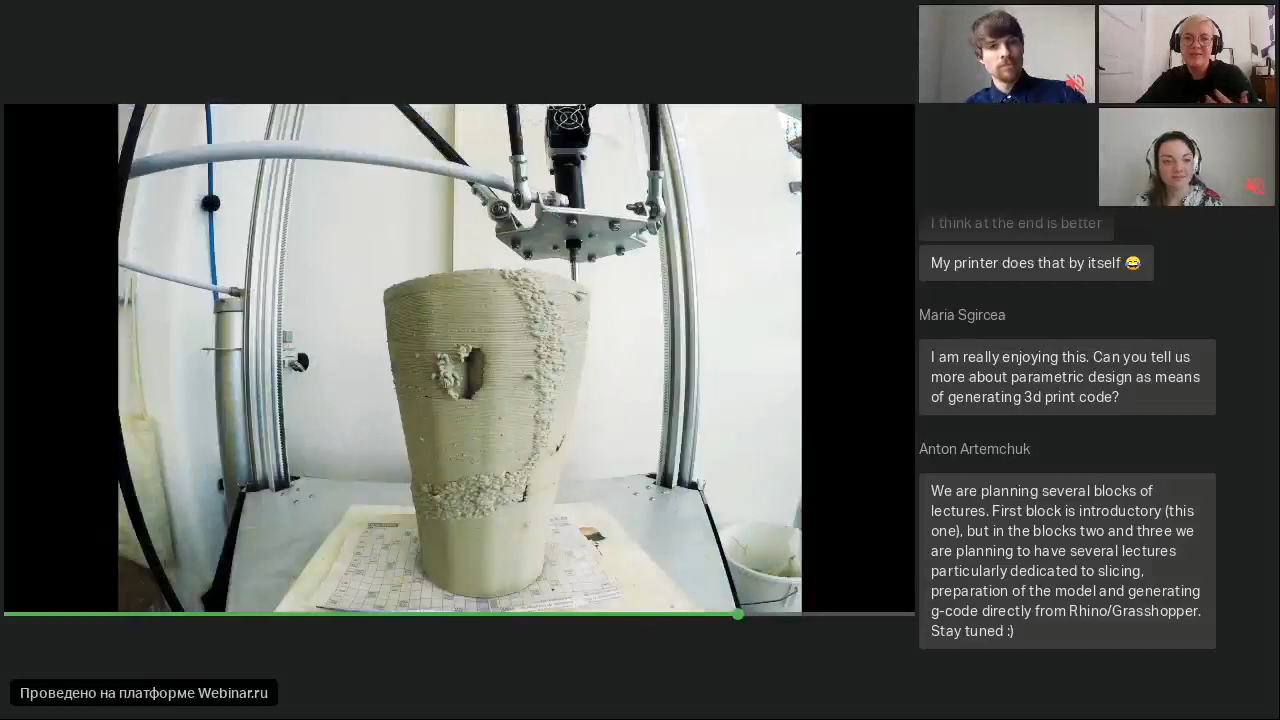 I think at the end is better
My printer does that by itself 😂
Maria Sgircea
I am really enjoying this. Can you tell us
more about parametric design as means
of generating 3d print code?
Anton Artemchuk
We are planning several blocks of
lectures. First block is introductory (this
one), but in the blocks two and three we
are planning to have several lectures
particularly dedicated to slicing,
preparation of the model and generating
g-code directly from Rhino/Grasshopper.
Stay tuned :)
Проведено на платформе Webinar.ru